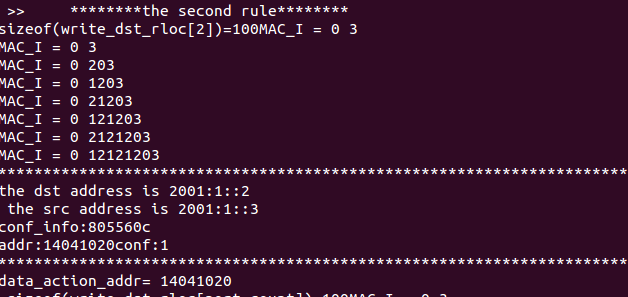 >> ********the second rule********
sizeof(write_dst_rloc[2])=100MAC_I = 0 3
MAC_I = 0 3
MAC_I = 0 203
MAC_I = 0 1203
MAC_I = 0 21203
MAC_I = 0 121203
MAC_I = 0 2121203
MAC_I = 0 12121203
**********************************************************************
the dst address is 2001:1::2
the src address is 2001:1::3
conf_info:805560c
addr:14041020conf:1
**********************************************************************
data_action_addr= 14041020